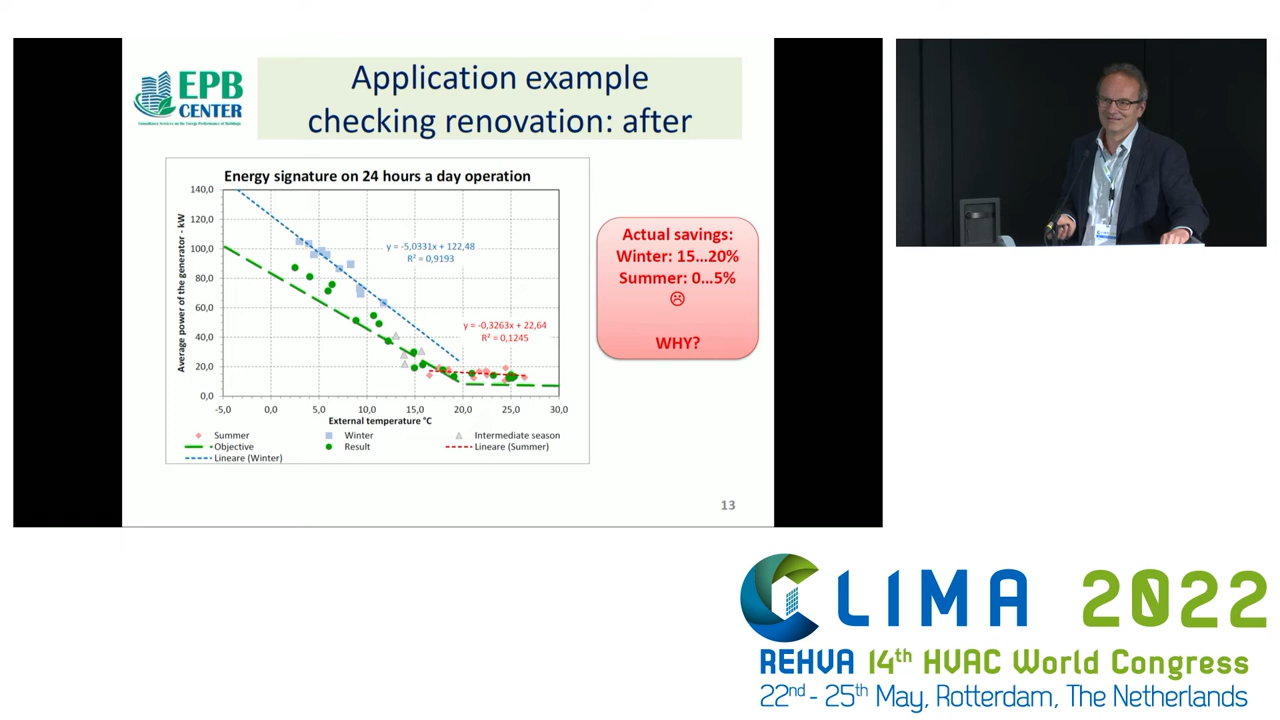 EPB
CENTER
Application example
checking renovation: after
Energy signature on 24 hours a day operation
Average power of the generator - kW
140,0
120,0
100,0
80,0
60,0
40,0
20,0
0,0
-5,0
0,0
5,0
10,0
15,0
20,0
25,0
30,0
y = -5,0331x + 122,48
R² = 0,9193
y = -0,3263x + 22,64
R² = 0,1245
External temperature °C
Summer
Winter
Intermediate season
Objective
Result
Lineare (Summer)
Lineare (Winter)
Actual savings:
Winter: 15...20%
Summer: 0...5%
☹
WHY?
13
CLIMA 2022
REHVA 14th HVAC World Congress
22nd - 25th May, Rotterdam, The Netherlands